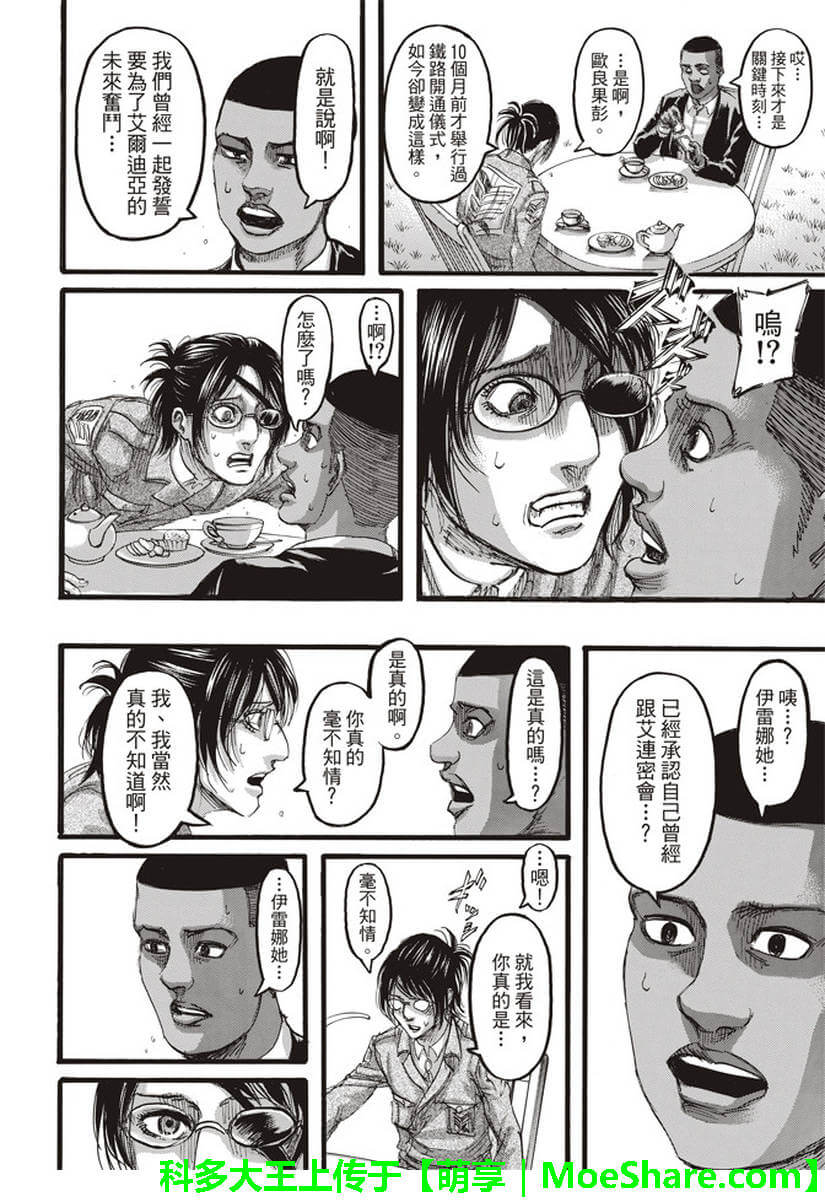 哎…
接下來才是
關鍵時刻…
…是啊，
歐良果彭。
10個月前才舉行過
鐵路開通儀式，
如今卻變成這樣。
就是說啊！
我們曾經一起發誓
要為了艾爾迪亞的
未來奮鬥…
嗚!?
…啊!?
怎麼了嗎？
咦…？
伊雷娜她…
已經承認自己曾經
跟艾連密會…？
這是真的嗎…？
是真的啊。
你真的
毫不知情？
我、我當然
真的不知道啊！
…嗯！
就我看來，
你真的是…
毫不知情。
…伊雷娜她…
科多大王上传于【萌享】|MoeShare.com】